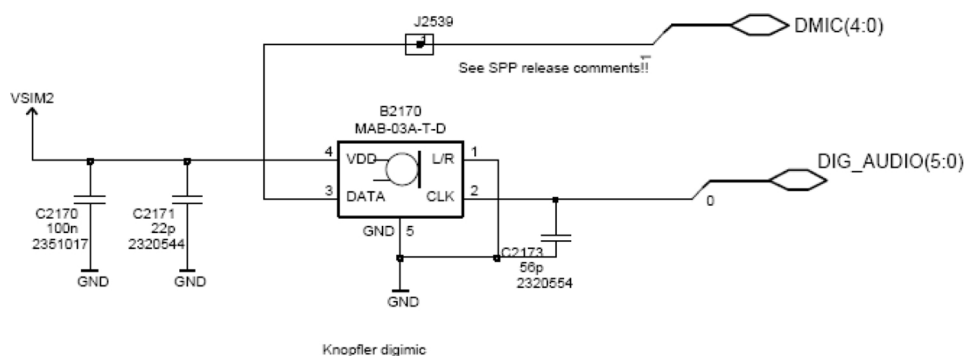 J2539
1
DMIC(4:0)
See SPP release comments!!
1
VSIM2
B2170
MAB-03A-T-D
4
VDD
L/R
1
DIG_AUDIO(5:0)
3
DATA
CLK
2
0
C2170
100n
2351017
C2171
22p
2320544
GND
5
C2173
56p
2320554
GND
GND
GND
Knopfler digimic